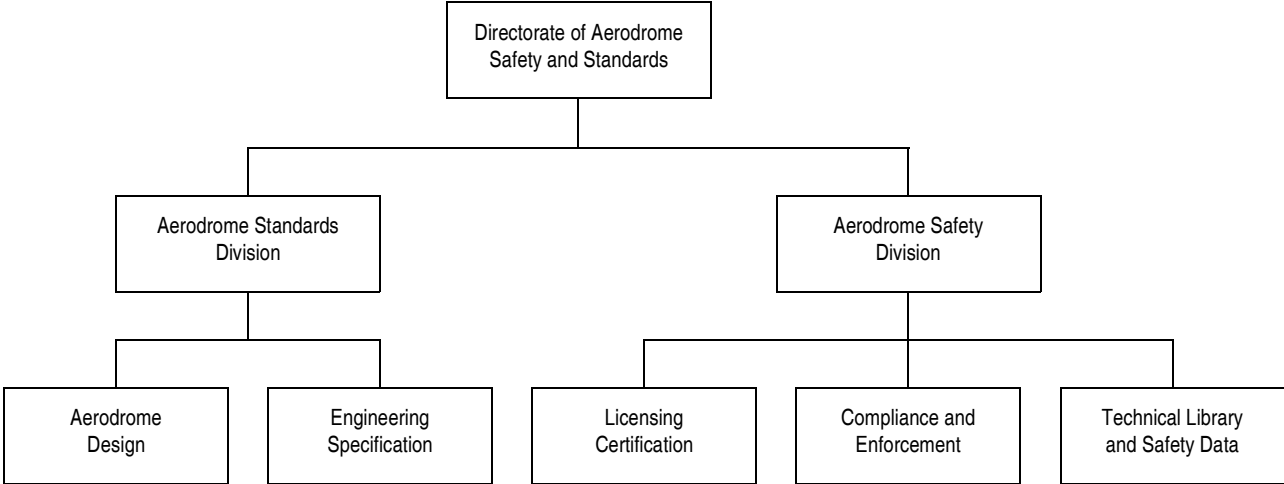 Directorate of Aerodrome
Safety and Standards
Aerodrome Standards
Division
Aerodrome Safety
Division
Aerodrome
Design
Engineering
Specification
Licensing
Certification
Compliance and
Enforcement
Technical Library
and Safety Data